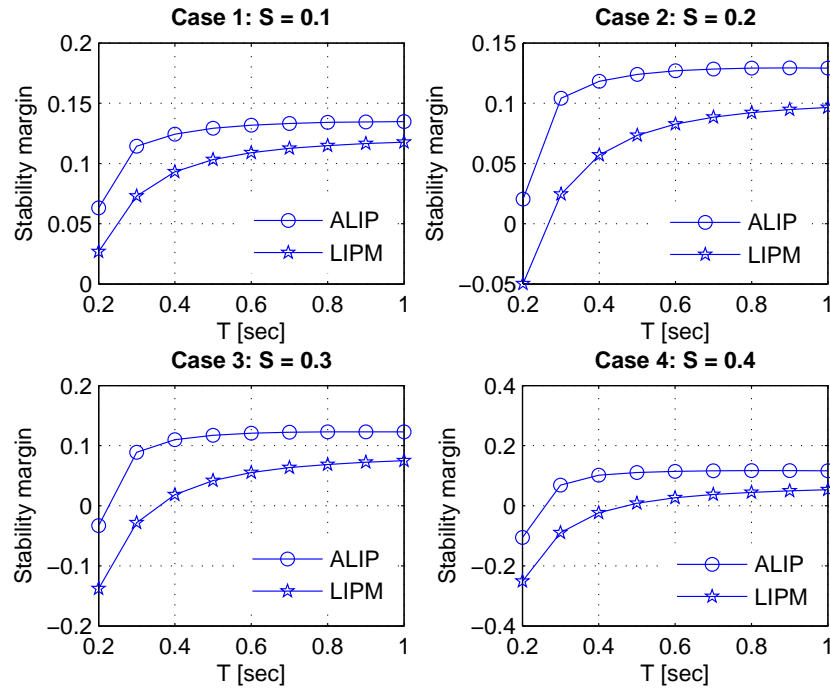 Case 1: S = 0.1
0.2
0.15
0.1
0.05
0
Stability margin
ALIP
LIPM
0.2 0.4 0.6 0.8 1
T [sec]
Case 2: S = 0.2
0.15
0.1
0.05
0
−0.05
Stability margin
ALIP
LIPM
0.2 0.4 0.6 0.8 1
T [sec]
Case 3: S = 0.3
0.2
0.1
0
−0.1
−0.2
Stability margin
ALIP
LIPM
0.2 0.4 0.6 0.8 1
T [sec]
Case 4: S = 0.4
0.4
0.2
0
−0.2
−0.4
Stability margin
ALIP
LIPM
0.2 0.4 0.6 0.8 1
T [sec]